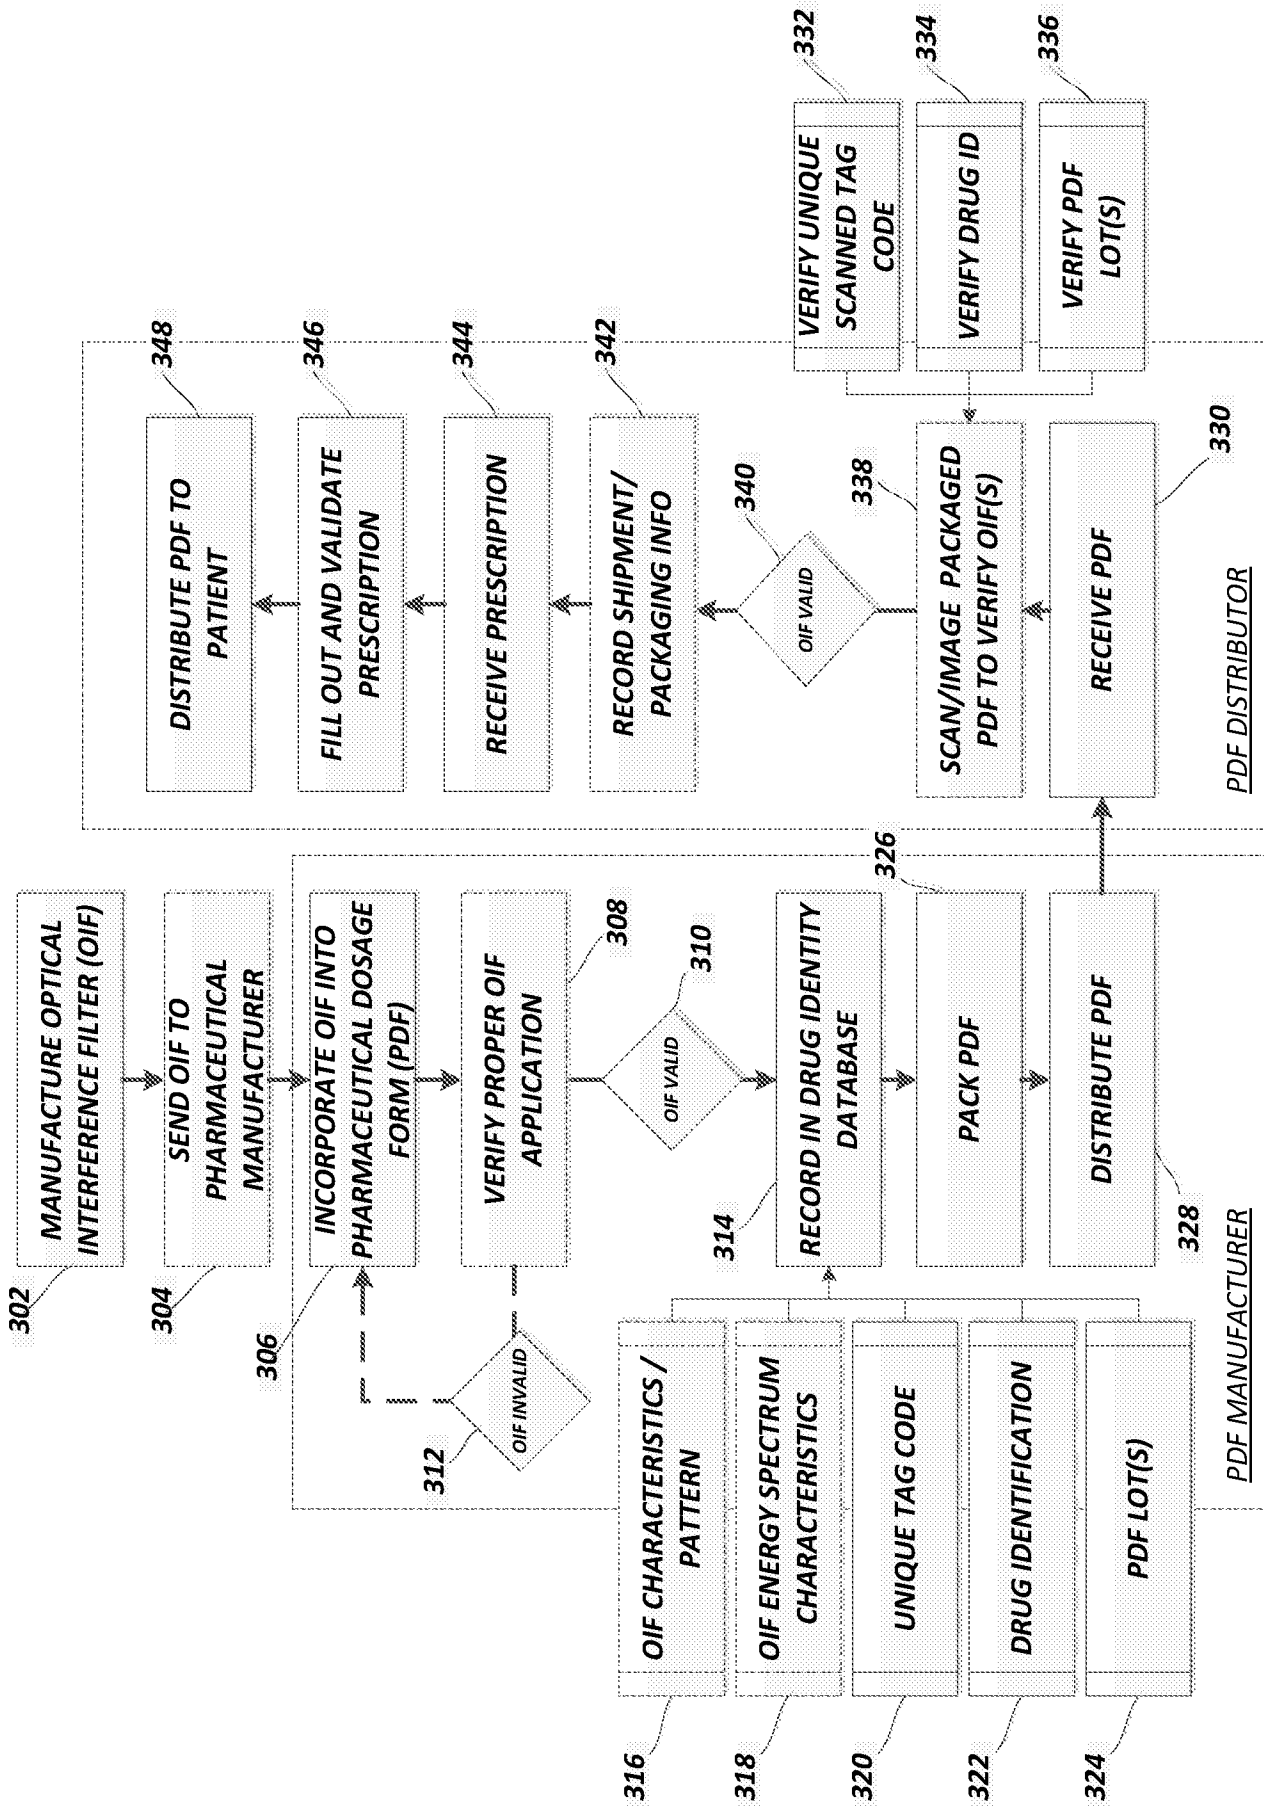 302
MANUFACTURE OPTICAL
INTERFERENCE FILTER (OIF)
304
SEND OIF TO
PHARMACEUTICAL
MANUFACTURER
306
INCORPORATE OIF INTO
PHARMACEUTICAL DOSAGE
FORM (PDF)
VERIFY PROPER OIF
APPLICATION
308
312
OIF INVALID
OIF VALID
310
314
RECORD IN DRUG IDENTITY
DATABASE
316
OIF CHARACTERISTICS /
PATTERN
318
OIF ENERGY SPECTRUM
CHARACTERISTICS
320
UNIQUE TAG CODE
322
DRUG IDENTIFICATION
324
PDF LOT(S)
326
PACK PDF
328
DISTRIBUTE PDF
PDF MANUFACTURER
348
DISTRIBUTE PDF TO
PATIENT
346
FILL OUT AND VALIDATE
PRESCRIPTION
344
RECEIVE PRESCRIPTION
342
RECORD SHIPMENT/
PACKAGING INFO
340
OIF VALID
338
SCAN/IMAGE PACKAGED
PDF TO VERIFY OIF(S)
330
RECEIVE PDF
332
VERIFY UNIQUE
SCANNED TAG
CODE
334
VERIFY DRUG ID
336
VERIFY PDF
LOT(S)
PDF DISTRIBUTOR